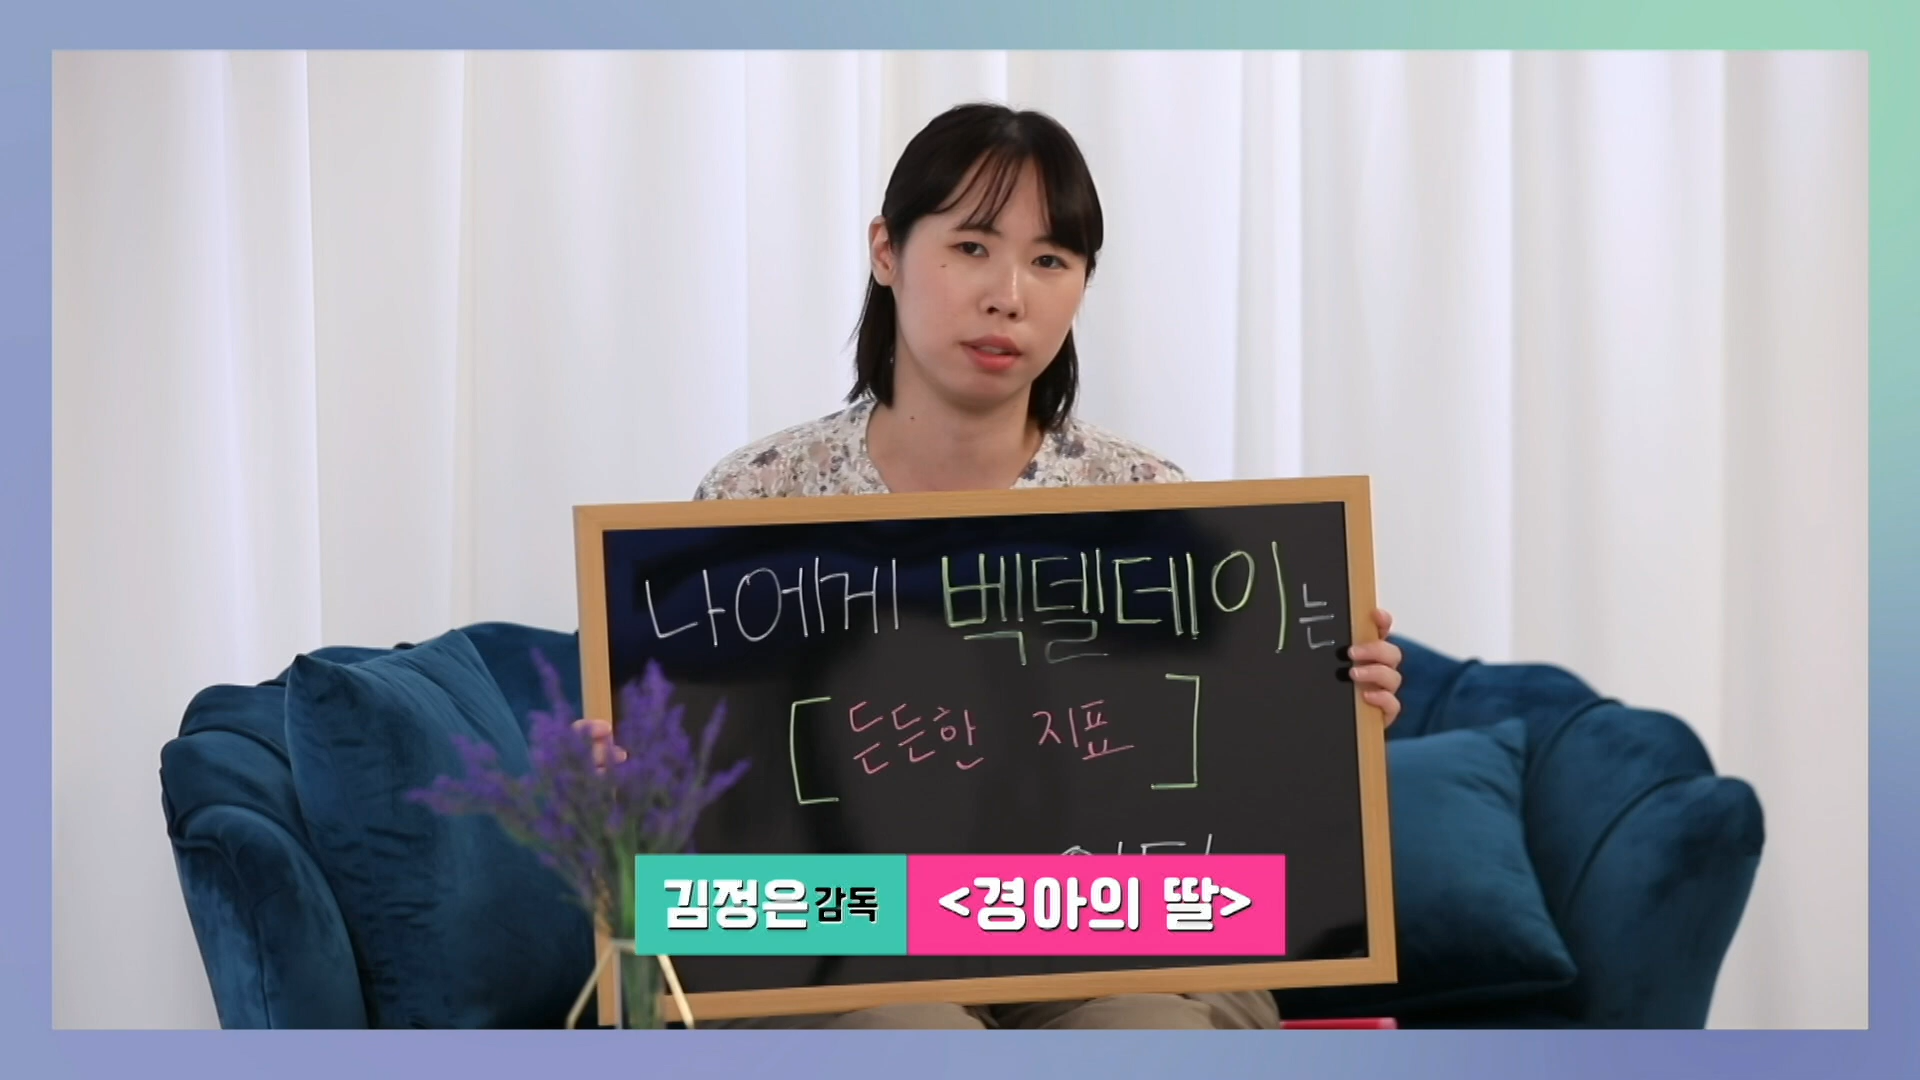 나에게 벡델데이는
[든든한 지표]
김정은 감독 <경아의 딸>